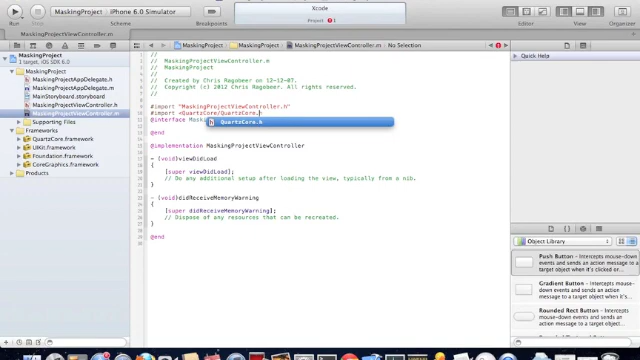 Xcode
Run
Stop
MaskingProject
iPhone 6.0 Simulator
Breakpoints
Project
1
Editor
View
Organizer
MaskingProjectViewController.m
MaskingProject
1 target, iOS SDK 6.0
MaskingProject
MaskingProjectAppDelegate.h
MaskingProjectAppDelegate.m
MainStoryboard.storyboard
MaskingProjectViewController.h
MaskingProjectViewController.m
Supporting Files
Frameworks
QuartzCore.framework
UIKit.framework
Foundation.framework
CoreGraphics.framework
Products
MaskingProject
MaskingProject
MaskingProjectViewController.m
No Selection
//
// MaskingProjectViewController.m
// MaskingProject
//
// Created by Chris Ragobeer on 12-12-07.
// Copyright (c) 2012 Chris Ragobeer. All rights reserved.
//
#import "MaskingProjectViewController.h"
#import <QuartzCore/QuartzCore.h
@interface Mas
h QuartzCore.h
@end
@implementation MaskingProjectViewController
- (void)viewDidLoad
{
[super viewDidLoad];
// Do any additional setup after loading the view, typically from a nib.
}
- (void)didReceiveMemoryWarning
{
[super didReceiveMemoryWarning];
// Dispose of any resources that can be recreated.
}
@end
Quick Help
Object Library
Push Button - Intercepts mouse-down events and sends an action message to a target object when it's clicked or...
Gradient Button - Intercepts mouse-down events and sends an action message to a target object...
Rounded Rect Button - Intercepts mouse-down events and sends an action message to a target object...